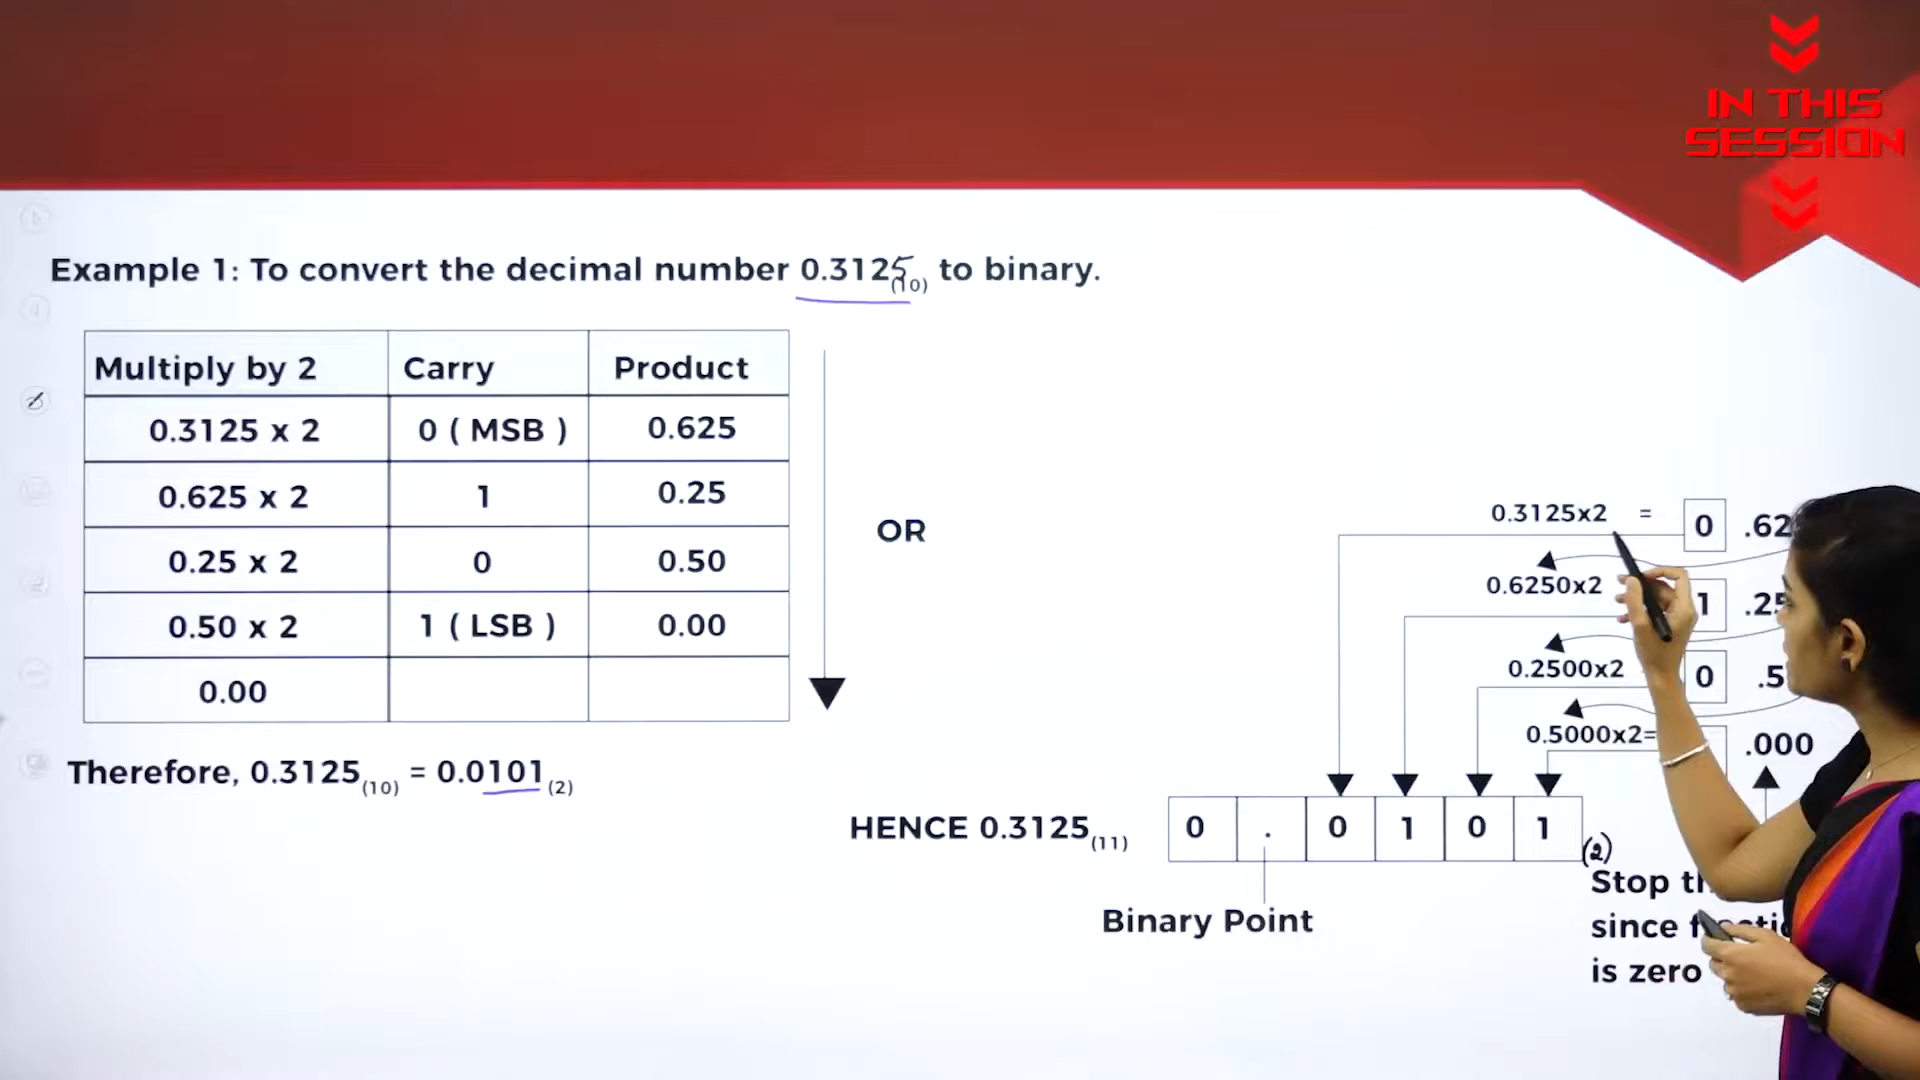 IN THIS
SESSION
Example 1: To convert the decimal number 0.3125(10) to binary.
Multiply by 2 Carry Product
0.3125 x 2 0 ( MSB ) 0.625
0.625 x 2 1 0.25
0.25 x 2 0 0.50
0.50 x 2 1 ( LSB ) 0.00
0.00
Therefore, 0.3125(10) = 0.0101(2)
OR
0.3125x2 = 0 .62
0.6250x2 1 .25
0.2500x2 0 .5
0.5000x2= .000
HENCE 0.3125(11) 0 . 0 1 0 1 (2)
Binary Point
Stop
since
is zero